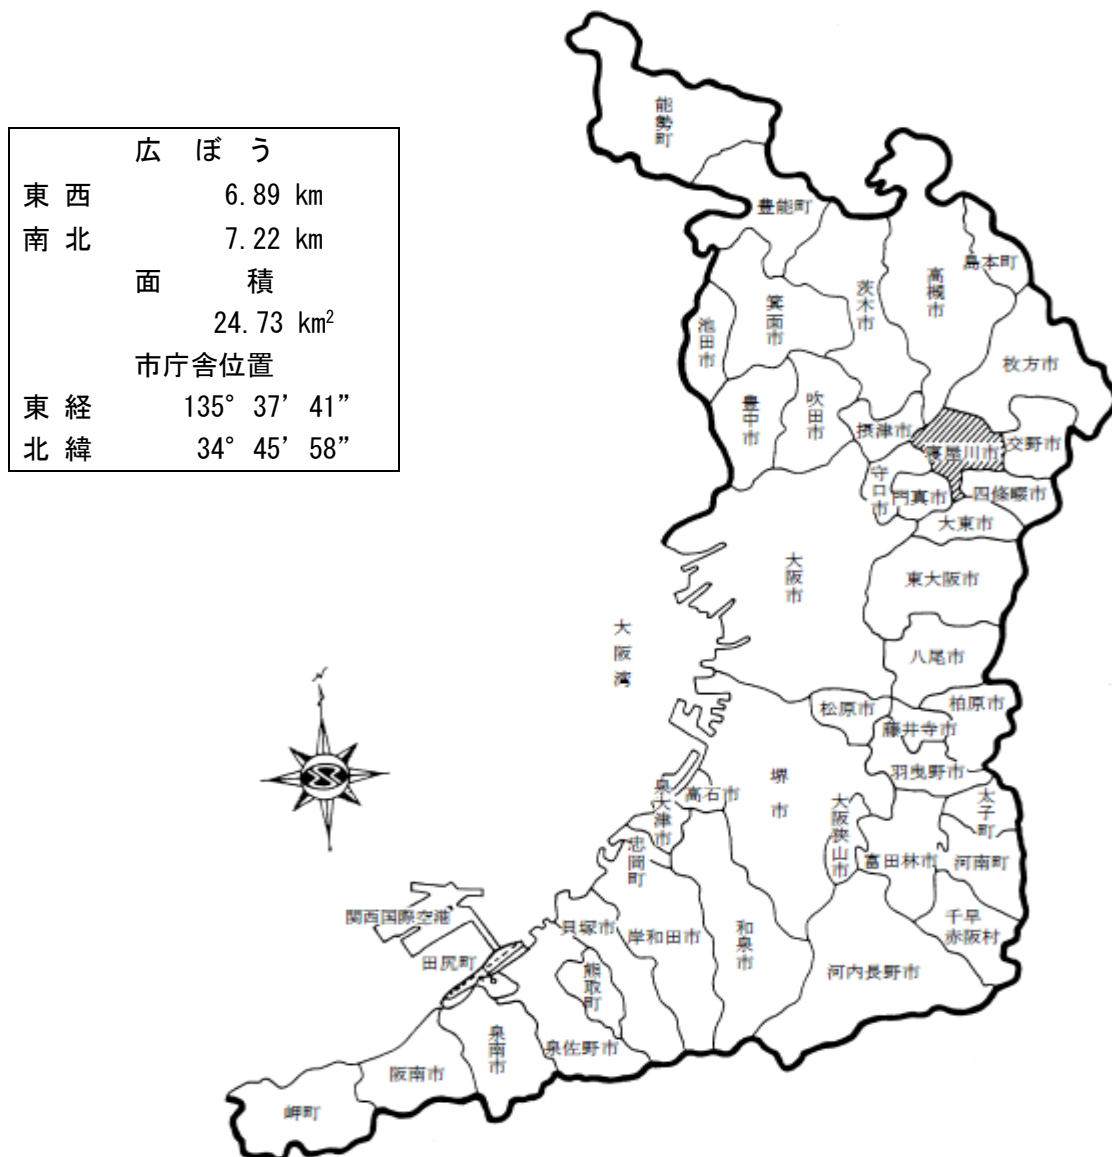 広 ぼ う
東 西 6.89 km
南 北 7.22 km
面 積
24.73 km²
市庁舎位置
東 経 135° 37’ 41”
北 緯 34° 45’ 58”
能勢町
豊能町
島本町
高槻市
茨木市
箕面市
池田市
枚方市
豊中市
吹田市
摂津市
寝屋川市
交野市
守口市
門真市
四條畷市
大東市
大阪市
東大阪市
大阪湾
八尾市
松原市
柏原市
藤井寺市
羽曳野市
堺市
高石市
泉大津市
大阪狭山市
太子町
忠岡町
富田林市
河南町
千早
赤阪村
関西国際空港
貝塚市
岸和田市
和泉市
田尻町
熊取町
河内長野市
泉南市
泉佐野市
阪南市
岬町